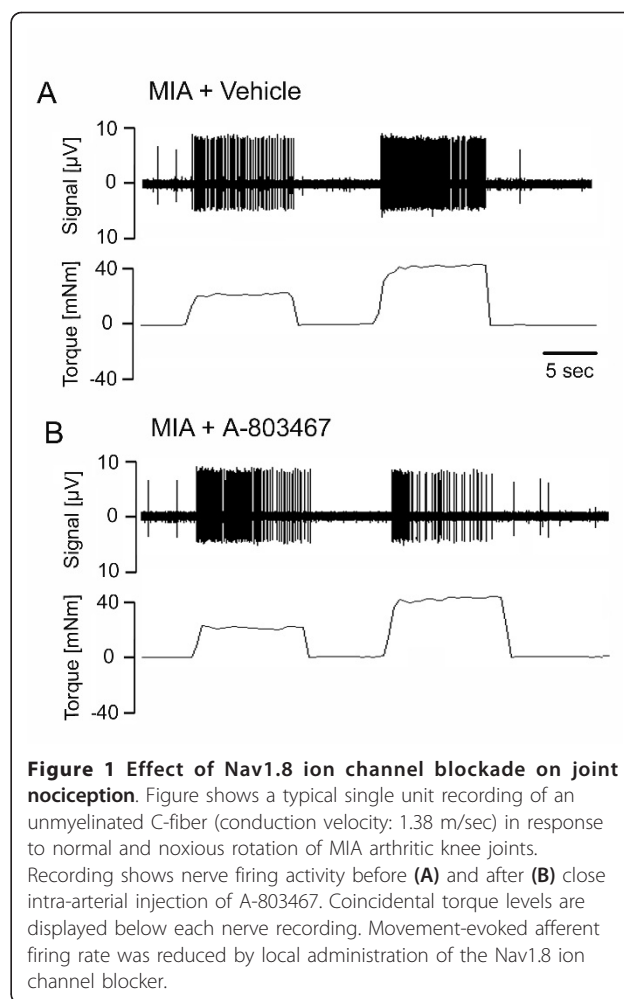 A
MIA + Vehicle
Signal [µV]
10
0
10
Torque [mNm]
40
0
-40
5 sec
B
MIA + A-803467
Signal [µV]
10
0
10
Torque [mNm]
40
0
-40
Figure 1 Effect of Nav1.8 ion channel blockade on joint
nociception. Figure shows a typical single unit recording of an
unmyelinated C-fiber (conduction velocity: 1.38 m/sec) in response
to normal and noxious rotation of MIA arthritic knee joints.
Recording shows nerve firing activity before (A) and after (B) close
intra-arterial injection of A-803467. Coincidental torque levels are
displayed below each nerve recording. Movement-evoked afferent
firing rate was reduced by local administration of the Nav1.8 ion
channel blocker.